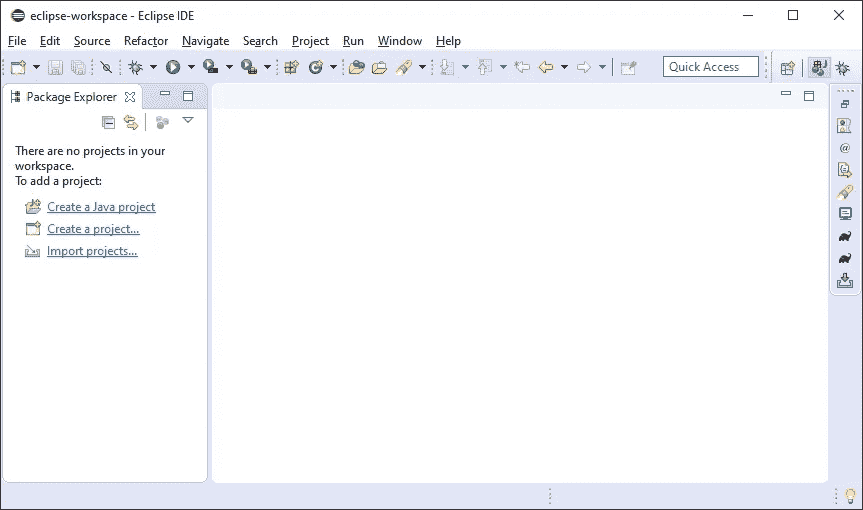 eclipse-workspace - Eclipse IDE
File Edit Source Refactor Navigate Search Project Run Window Help
Quick Access
Package Explorer
There are no projects in your
workspace.
To add a project:
Create a Java project
Create a project...
Import projects...